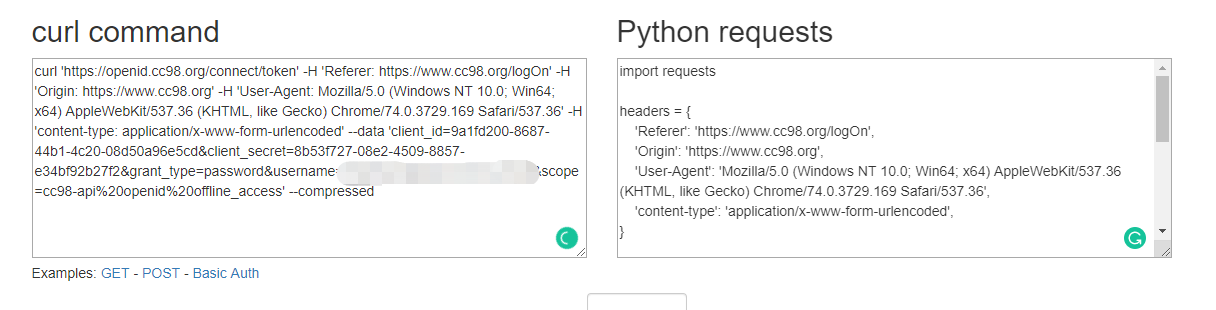 curl command
curl 'https://openid.cc98.org/connect/token' -H 'Referer: https://www.cc98.org/logOn' -H
'Origin: https://www.cc98.org' -H 'User-Agent: Mozilla/5.0 (Windows NT 10.0; Win64;
x64) AppleWebKit/537.36 (KHTML, like Gecko) Chrome/74.0.3729.169 Safari/537.36' -H
'content-type: application/x-www-form-urlencoded' --data 'client_id=9a1fd200-8687-
44b1-4c20-08d50a96e5cd&client_secret=8b53f727-08e2-4509-8857-
e34bf92b27f2&grant_type=password&username= &scope
=cc98-api%20openid%20offline_access' --compressed
Examples: GET - POST - Basic Auth
Python requests
import requests
headers = {
'Referer': 'https://www.cc98.org/logOn',
'Origin': 'https://www.cc98.org',
'User-Agent': 'Mozilla/5.0 (Windows NT 10.0; Win64; x64) AppleWebKit/537.36
(KHTML, like Gecko) Chrome/74.0.3729.169 Safari/537.36',
'content-type': 'application/x-www-form-urlencoded',
}